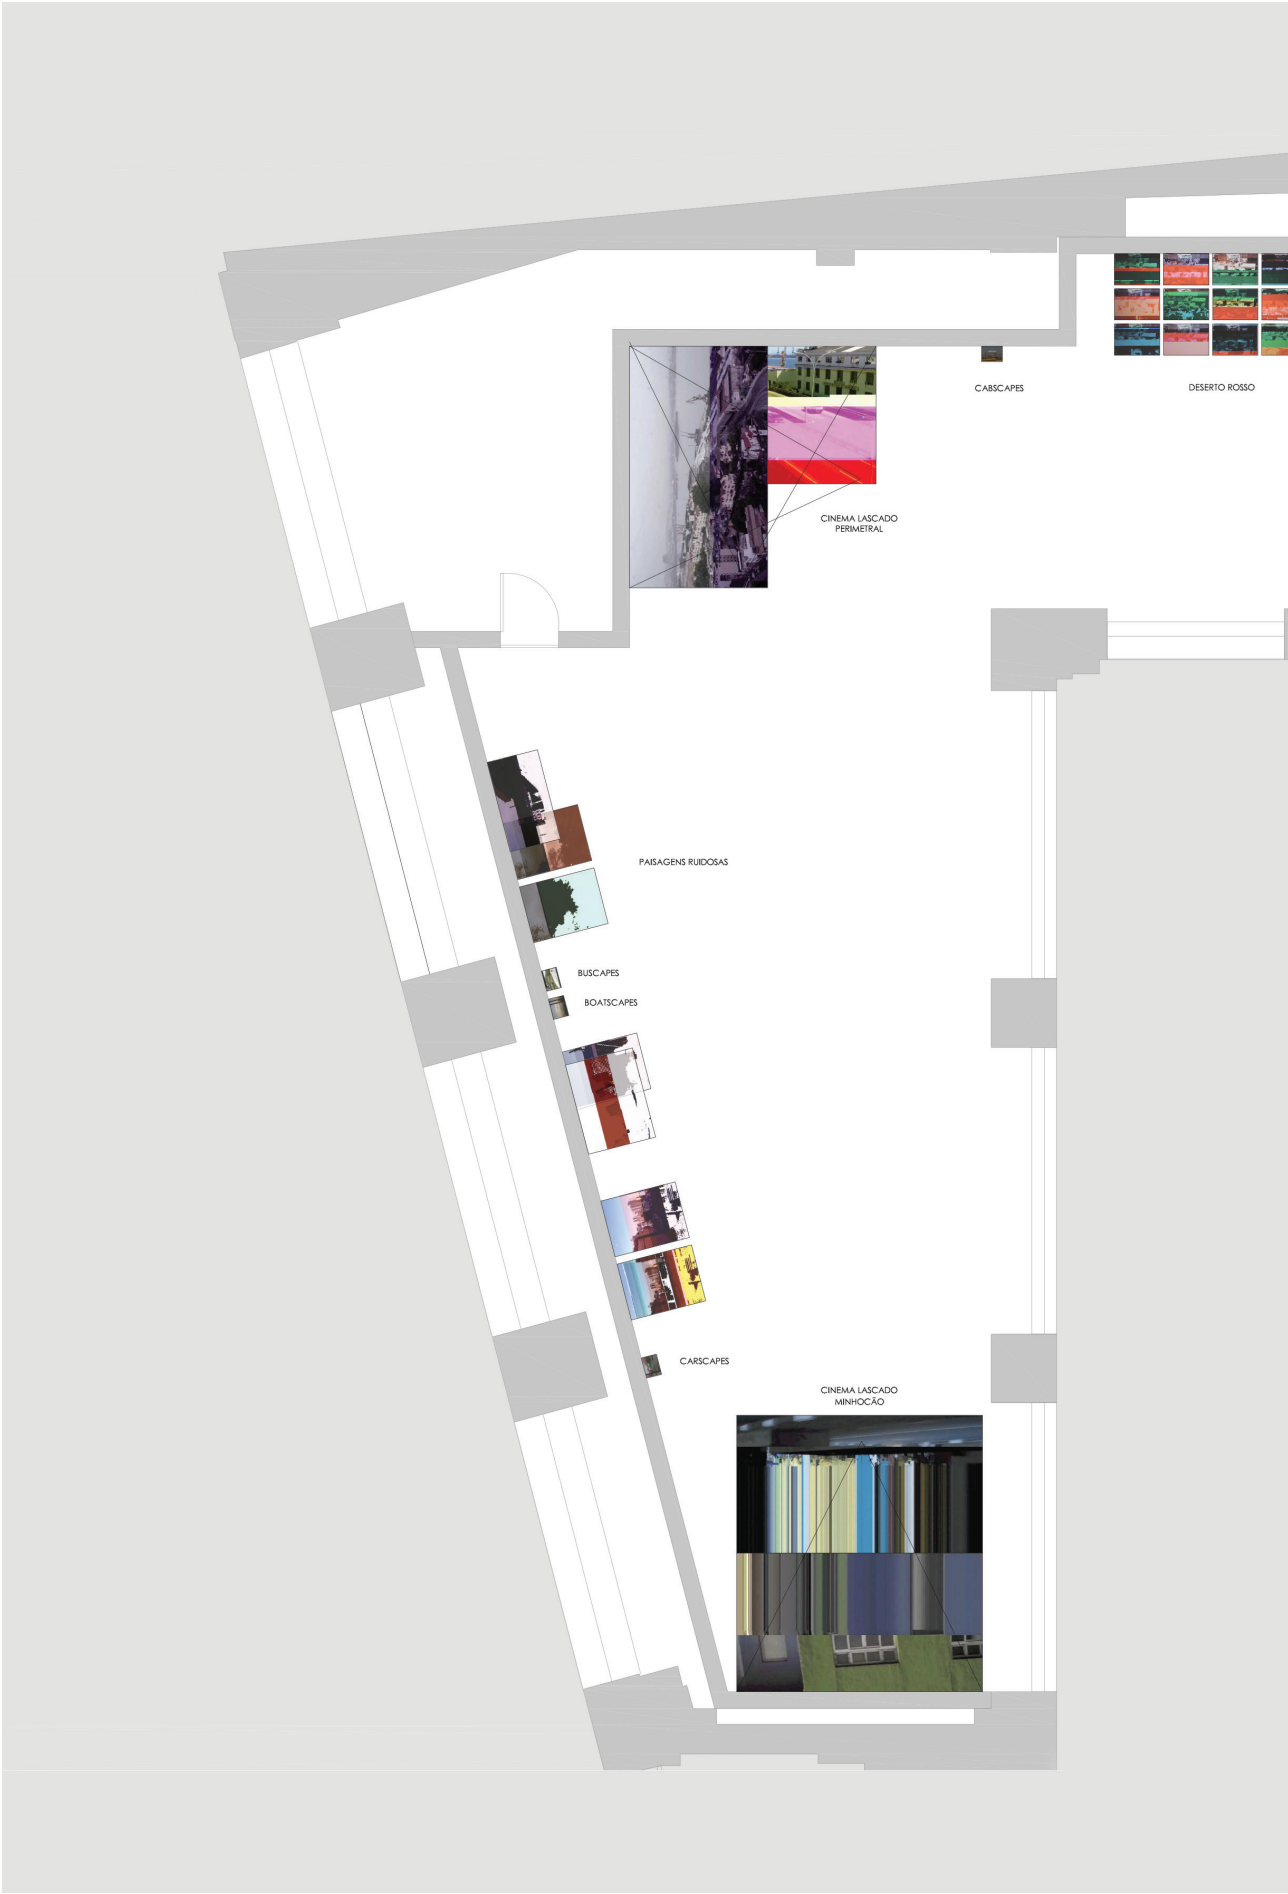 CABSCAPES
DESERTO ROSSO
CINEMA LASCADO
PERIMETRAL
PAISAGENS RUIDOSAS
BUSCAPES
BOATSCAPES
CARSCAPES
CINEMA LASCADO
MINHOCÃO